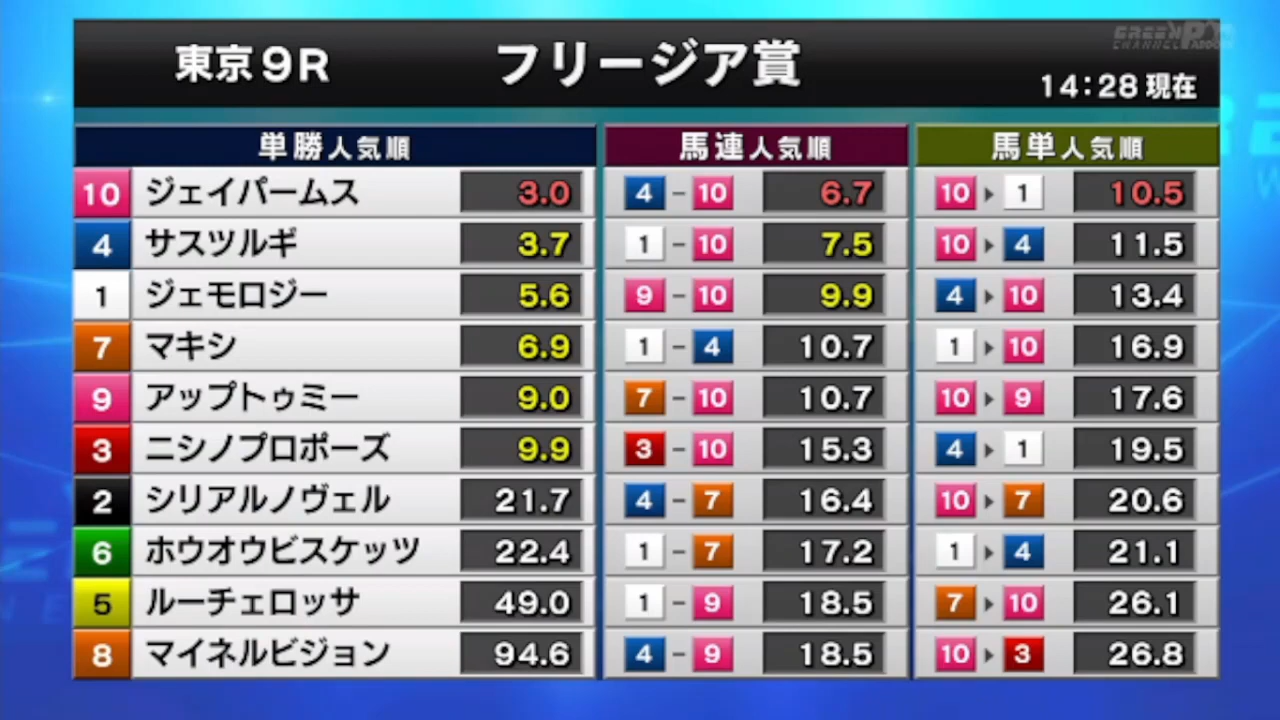 GREEN CHANNEL
東京9R フリージア賞 14:28現在
単勝人気順 馬連人気順 馬単人気順
10 ジェイパームス 3.0 4-10 6.7 10▸1 10.5
4 サスツルギ 3.7 1-10 7.5 10▸4 11.5
1 ジェモロジー 5.6 9-10 9.9 4▸10 13.4
7 マキシ 6.9 1-4 10.7 1▸10 16.9
9 アップトゥミー 9.0 7-10 10.7 10▸9 17.6
3 ニシノプロポーズ 9.9 3-10 15.3 4▸1 19.5
2 シリアルノヴェル 21.7 4-7 16.4 10▸7 20.6
6 ホウオウビスケッツ 22.4 1-7 17.2 1▸4 21.1
5 ルーチェロッサ 49.0 1-9 18.5 7▸10 26.1
8 マイネルビジョン 94.6 4-9 18.5 10▸3 26.8